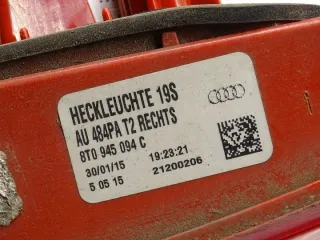 HECKLEUCHTE 19S
AU 484PA T2 RECHTS
8T0 945 094 C
30/01/15 19:23:21
5 05 15 21200206